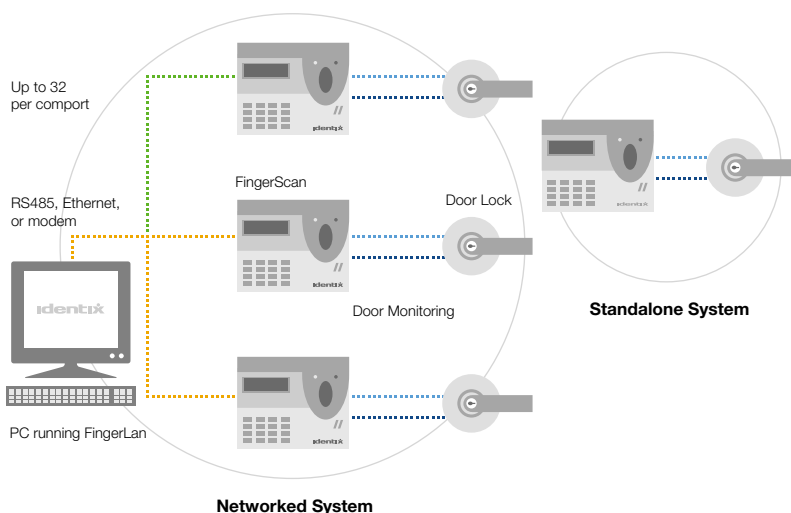 Up to 32
per comport
identix
FingerScan
RS485, Ethernet,
or modem
Door Lock
identix
identix
identix
Door Monitoring
Standalone System
identix
PC running FingerLan
Networked System